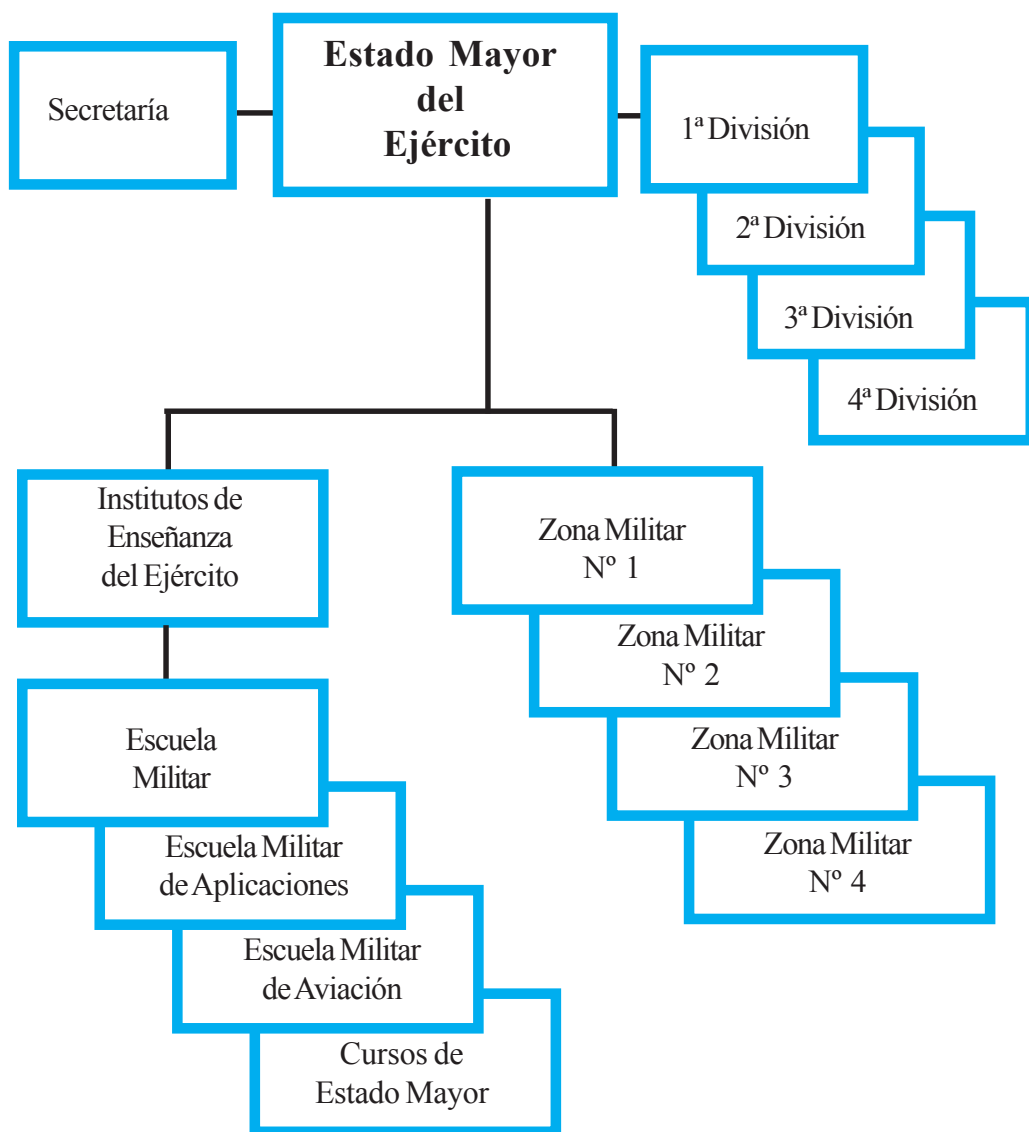 Secretaría
Estado Mayor
del
Ejército
1ª División
2ª División
3ª División
4ª División
Institutos de
Enseñanza
del Ejército
Escuela
Militar
Escuela Militar
de Aplicaciones
Escuela Militar
de Aviación
Cursos de
Estado Mayor
Zona Militar
Nº 1
Zona Militar
Nº 2
Zona Militar
Nº 3
Zona Militar
Nº 4